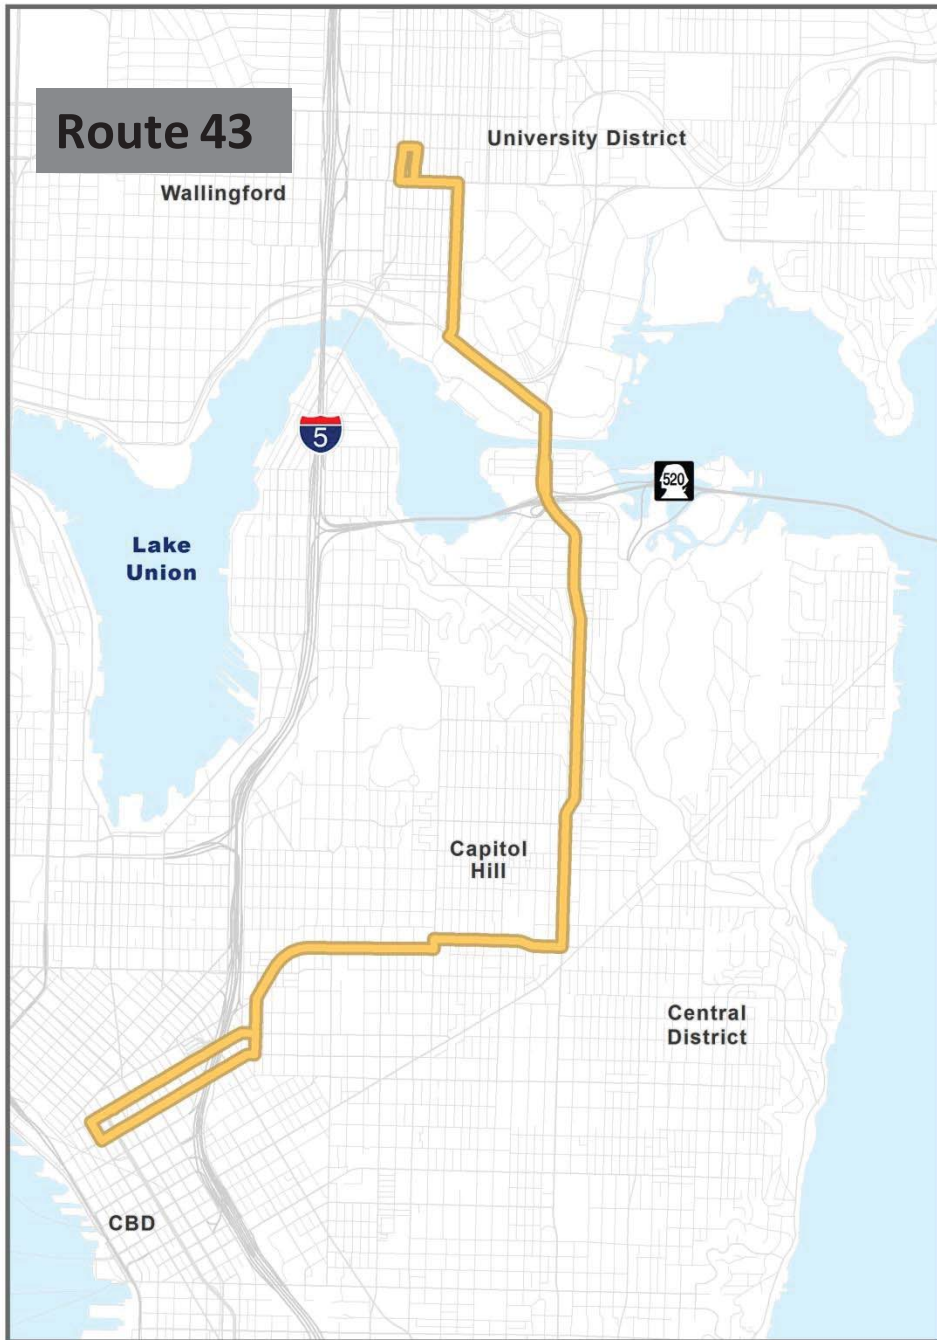 Route 43
University District
Wallingford
5
520
Lake
Union
Capitol
Hill
Central
District
CBD